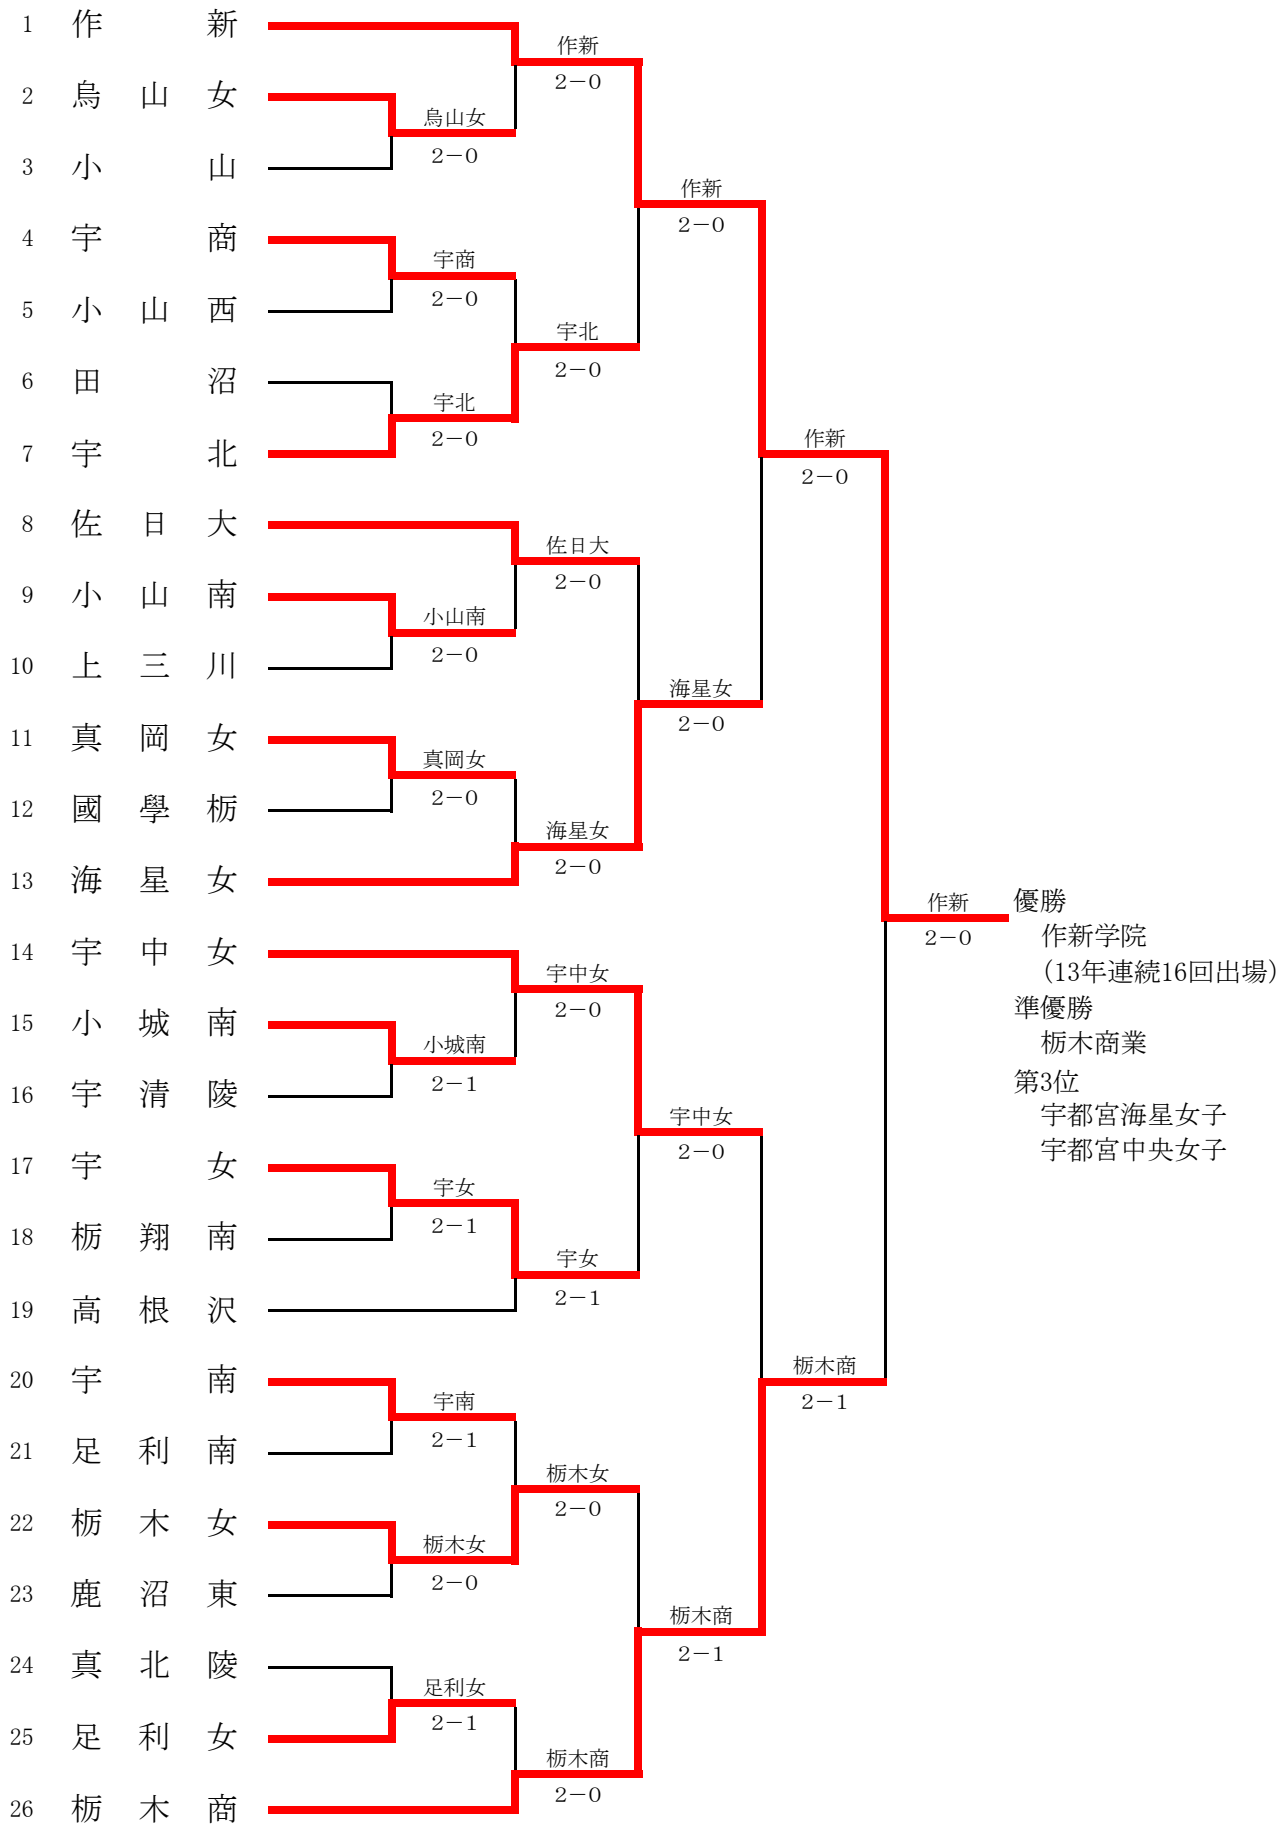 1 作新
2 烏山女
3 小山
4 宇商
5 小山西
6 田沼
7 宇北
8 佐日大
9 小山南
10 上三川
11 真岡女
12 國學栃
13 海星女
14 宇中女
15 小城南
16 宇清陵
17 宇女
18 栃翔南
19 高根沢
20 宇南
21 足利南
22 栃木女
23 鹿沼東
24 真北陵
25 足利女
26 栃木商
烏山女
2−0
宇商
2−0
宇北
2−0
小山南
2−0
真岡女
2−0
小城南
2−1
宇女
2−1
宇南
2−1
栃木女
2−0
足利女
2−1
作新
2−0
宇北
2−0
佐日大
2−0
海星女
2−0
宇中女
2−0
宇女
2−1
栃木女
2−0
栃木商
2−0
作新
2−0
海星女
2−0
宇中女
2−0
栃木商
2−1
作新
2−0
栃木商
2−1
作新
2−0
優勝
作新学院
(13年連続16回出場)
準優勝
栃木商業
第3位
宇都宮海星女子
宇都宮中央女子